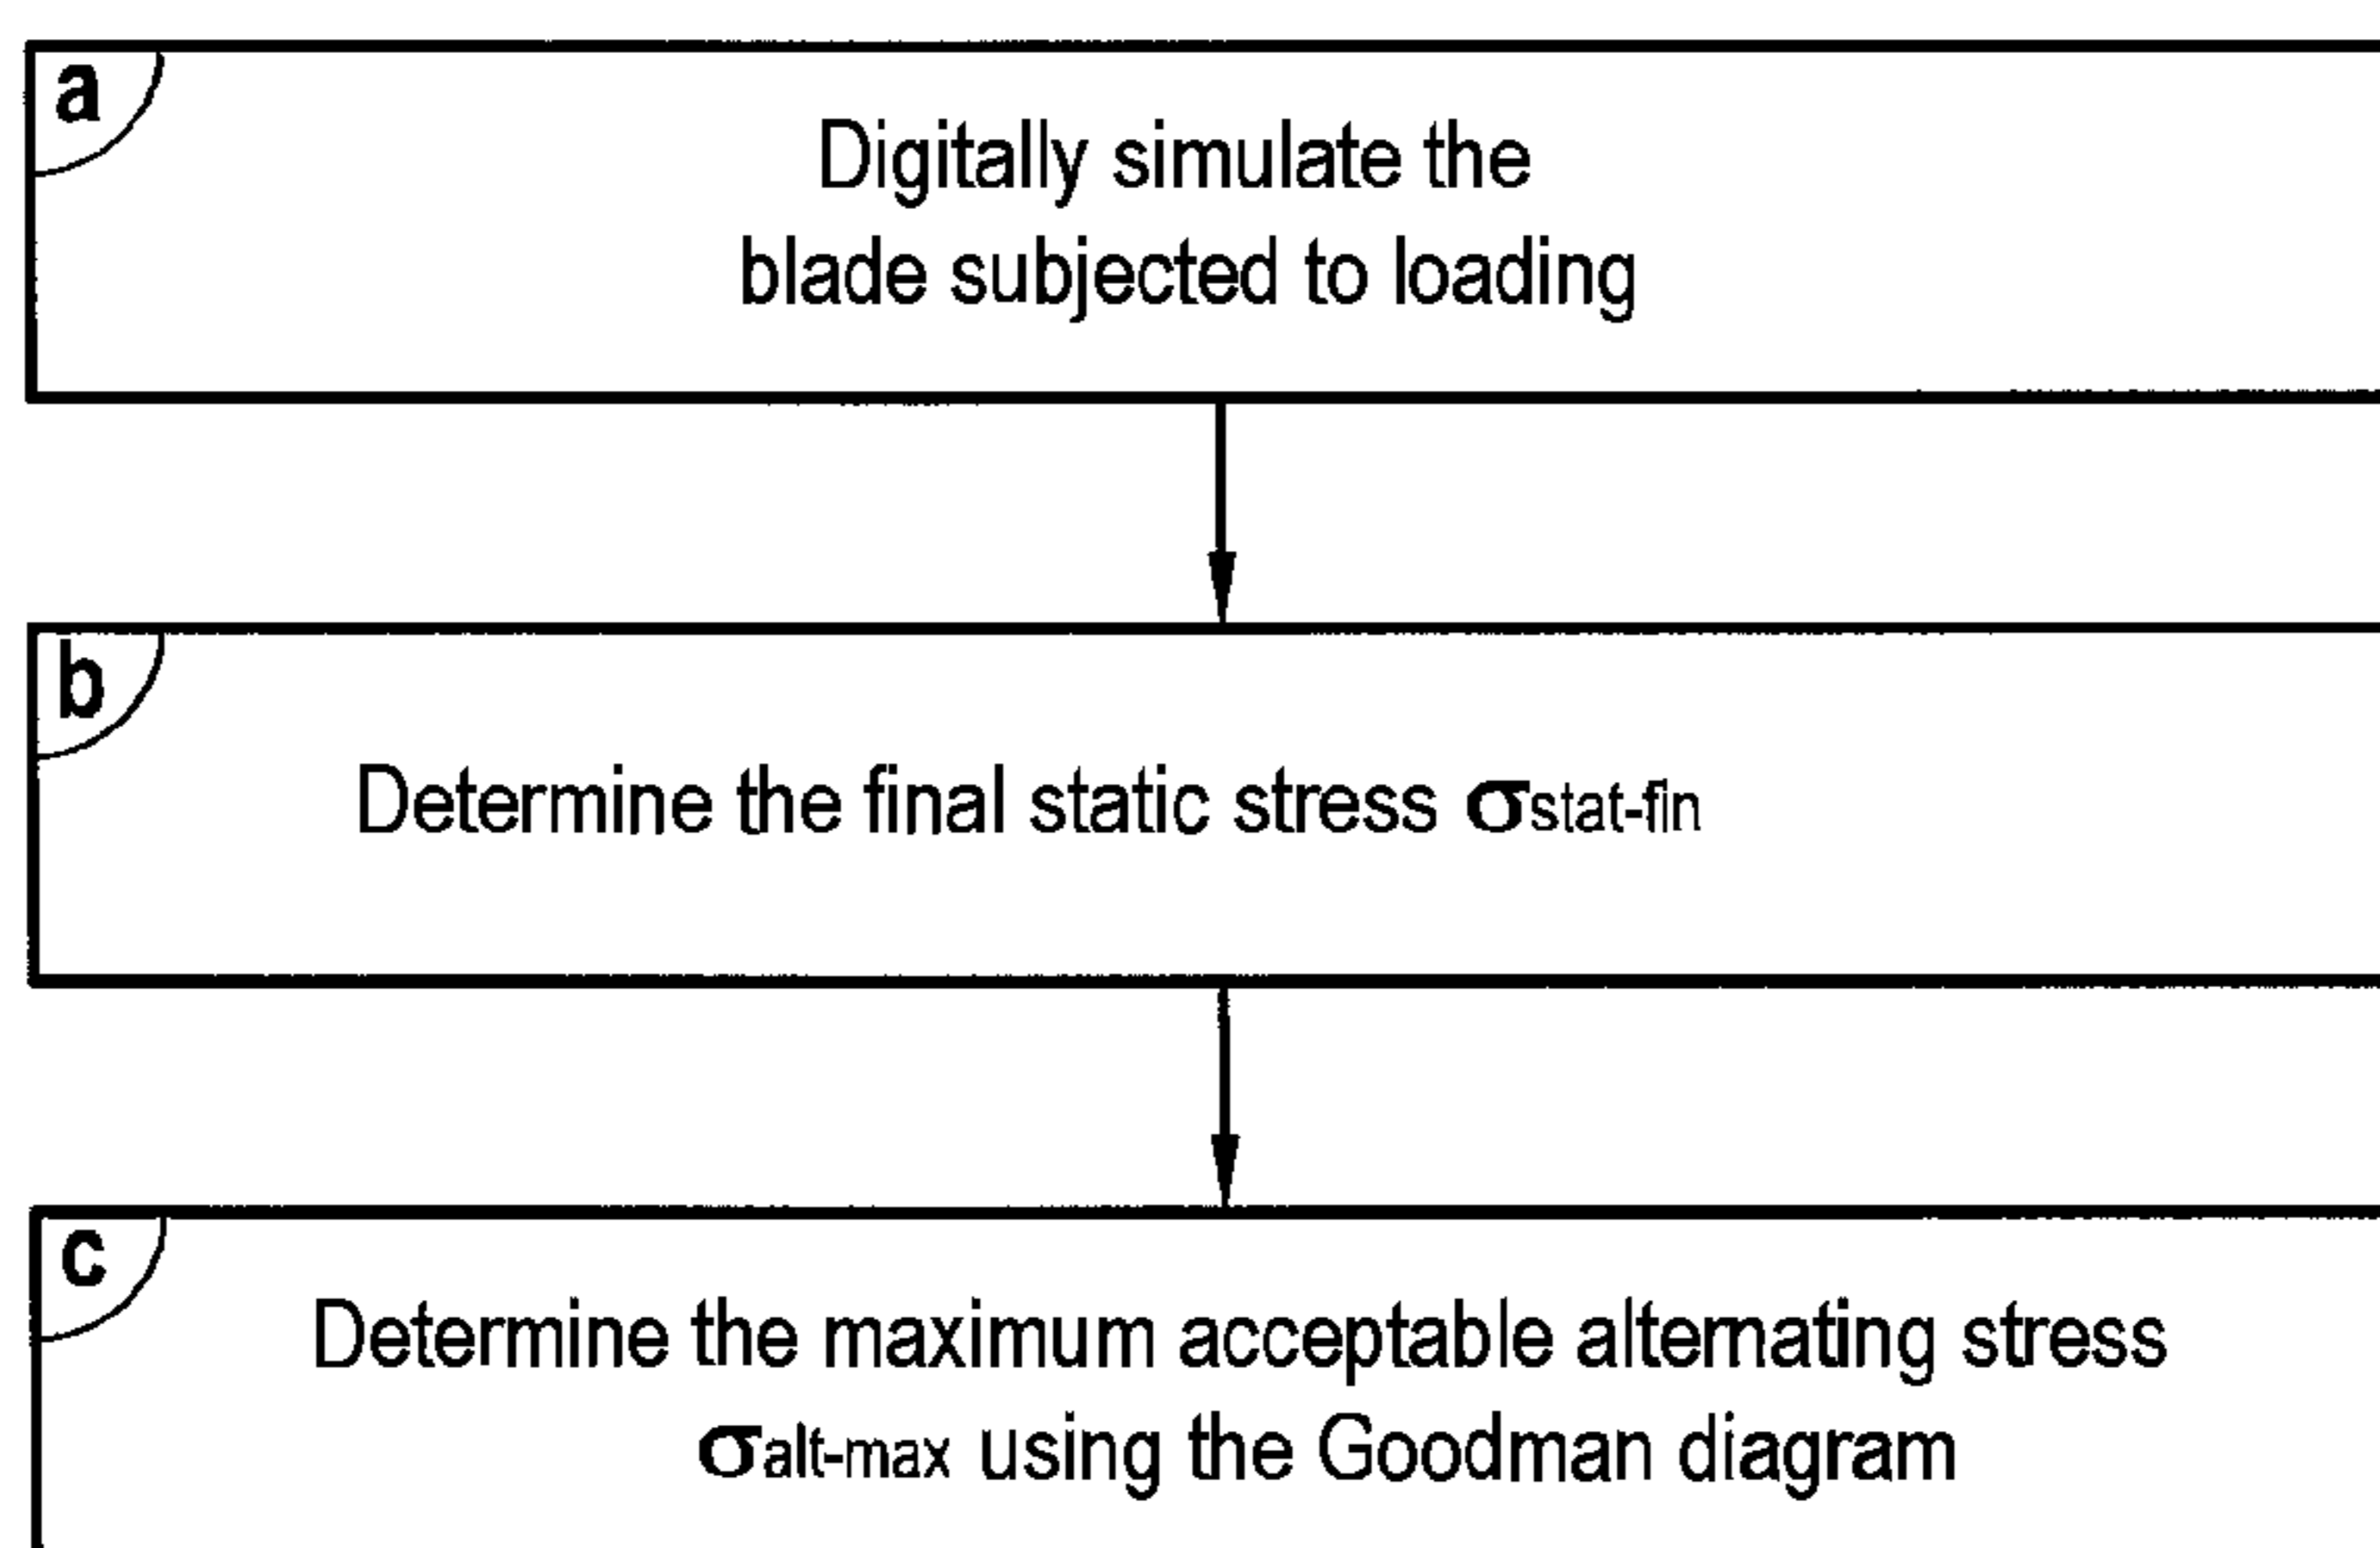 a
Digitally simulate the
blade subjected to loading
b
Determine the final static stress σstat-fin
c
Determine the maximum acceptable alternating stress
σalt-max using the Goodman diagram